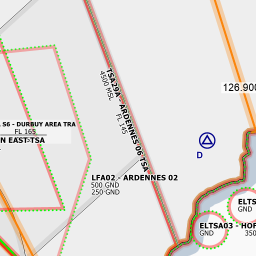 TSA29A - ARDENNES 06 TSA
FL 145
4500 MSL
126.900
S6 - DURBUY AREA TRA
FL 165
N EAST-TSA
D
LFA02 - ARDENNES 02
500 GND
250 GND
ELTS
GND
ELTSA03 - HOF
GND
350